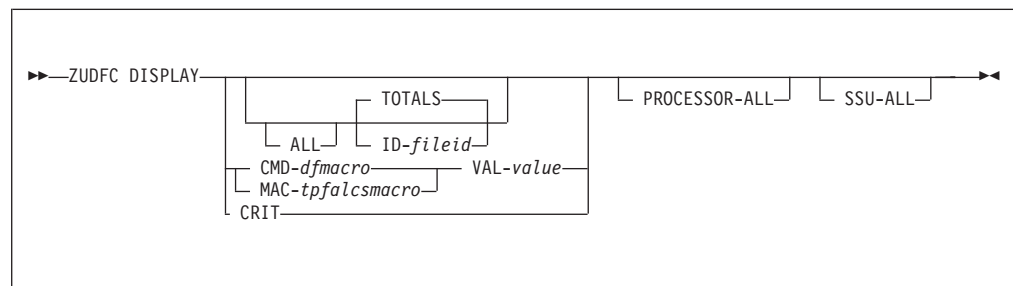 ZUDFC DISPLAY
TOTALS
PROCESSOR-ALL
SSU-ALL
ALL
ID-fileid
CMD-dfmacro
VAL-value
MAC-tpfalcsmacro
CRIT